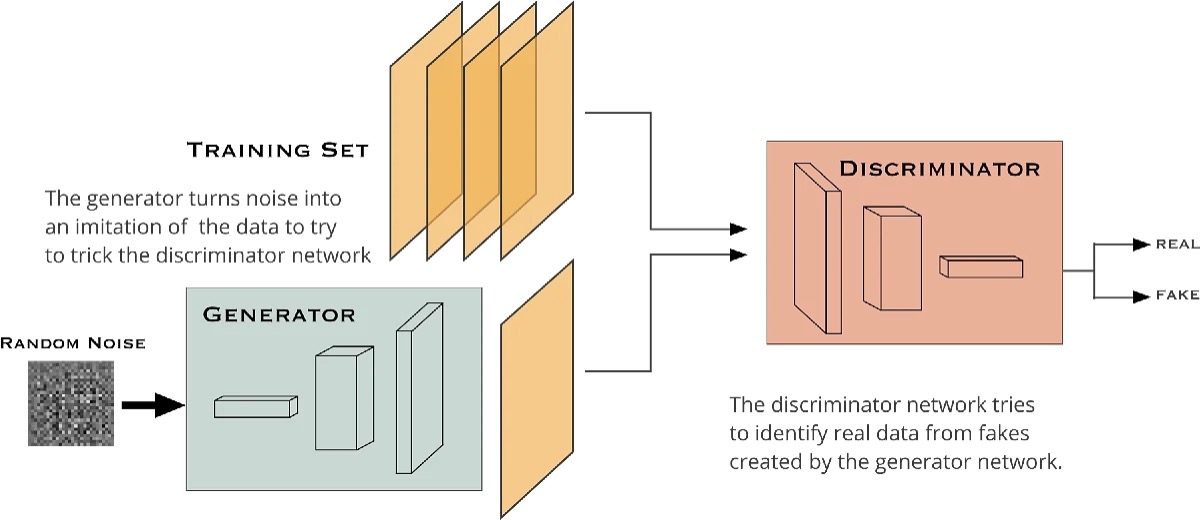 TRAINING SET
The generator turns noise into
an imitation of the data to try
to trick the discriminator network
GENERATOR
RANDOM NOISE
DISCRIMINATOR
REAL
FAKE
The discriminator network tries
to identify real data from fakes
created by the generator network.